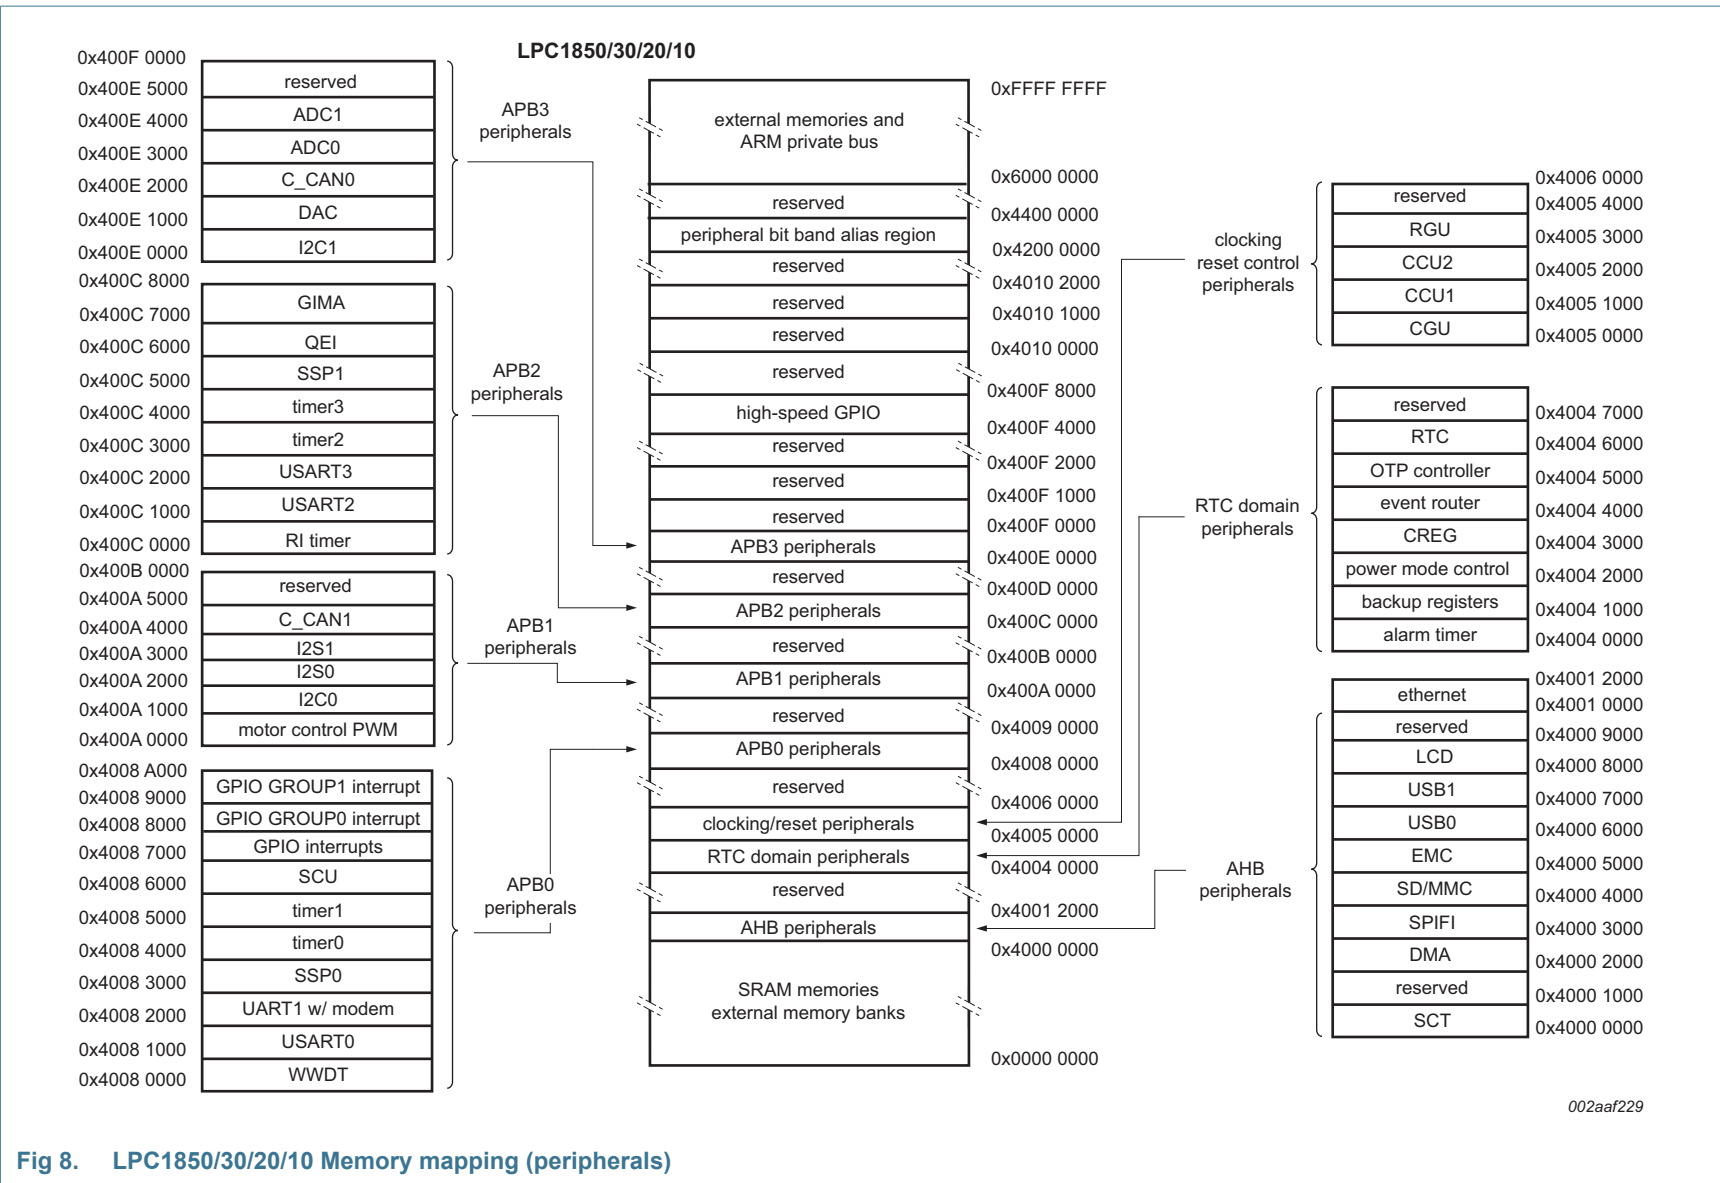 LPC1850/30/20/10
0x400F 0000
reserved
0x400E 5000
ADC1
0x400E 4000
ADC0
0x400E 3000
C_CAN0
0x400E 2000
DAC
0x400E 1000
I2C1
0x400E 0000
APB3
peripherals
0x400C 8000
GIMA
0x400C 7000
QEI
0x400C 6000
SSP1
0x400C 5000
timer3
0x400C 4000
timer2
0x400C 3000
USART3
0x400C 2000
USART2
0x400C 1000
RI timer
0x400C 0000
APB2
peripherals
0x400B 0000
reserved
0x400A 5000
C_CAN1
0x400A 4000
I2S1
0x400A 3000
I2S0
0x400A 2000
I2C0
0x400A 1000
motor control PWM
0x400A 0000
APB1
peripherals
0x4008 A000
GPIO GROUP1 interrupt
0x4008 9000
GPIO GROUP0 interrupt
0x4008 8000
GPIO interrupts
0x4008 7000
SCU
0x4008 6000
timer1
0x4008 5000
timer0
0x4008 4000
SSP0
0x4008 3000
UART1 w/ modem
0x4008 2000
USART0
0x4008 1000
WWDT
0x4008 0000
APB0
peripherals
0xFFFF FFFF
external memories and
ARM private bus
0x6000 0000
reserved
0x4400 0000
peripheral bit band alias region
0x4200 0000
reserved
0x4010 2000
reserved
0x4010 1000
reserved
0x4010 0000
reserved
0x400F 8000
high-speed GPIO
0x400F 4000
reserved
0x400F 2000
reserved
0x400F 1000
reserved
0x400F 0000
APB3 peripherals
0x400E 0000
reserved
0x400D 0000
APB2 peripherals
0x400C 0000
reserved
0x400B 0000
APB1 peripherals
0x400A 0000
reserved
0x4009 0000
APB0 peripherals
0x4008 0000
reserved
0x4006 0000
clocking/reset peripherals
0x4005 0000
RTC domain peripherals
0x4004 0000
reserved
0x4001 2000
AHB peripherals
0x4000 0000
SRAM memories
external memory banks
0x0000 0000
clocking
reset control
peripherals
0x4006 0000
reserved
0x4005 4000
RGU
0x4005 3000
CCU2
0x4005 2000
CCU1
0x4005 1000
CGU
0x4005 0000
RTC domain
peripherals
reserved
0x4004 7000
RTC
0x4004 6000
OTP controller
0x4004 5000
event router
0x4004 4000
CREG
0x4004 3000
power mode control
0x4004 2000
backup registers
0x4004 1000
alarm timer
0x4004 0000
AHB
peripherals
0x4001 2000
ethernet
0x4001 0000
reserved
0x4000 9000
LCD
0x4000 8000
USB1
0x4000 7000
USB0
0x4000 6000
EMC
0x4000 5000
SD/MMC
0x4000 4000
SPIFI
0x4000 3000
DMA
0x4000 2000
reserved
0x4000 1000
SCT
0x4000 0000
002aaf229
Fig 8. LPC1850/30/20/10 Memory mapping (peripherals)